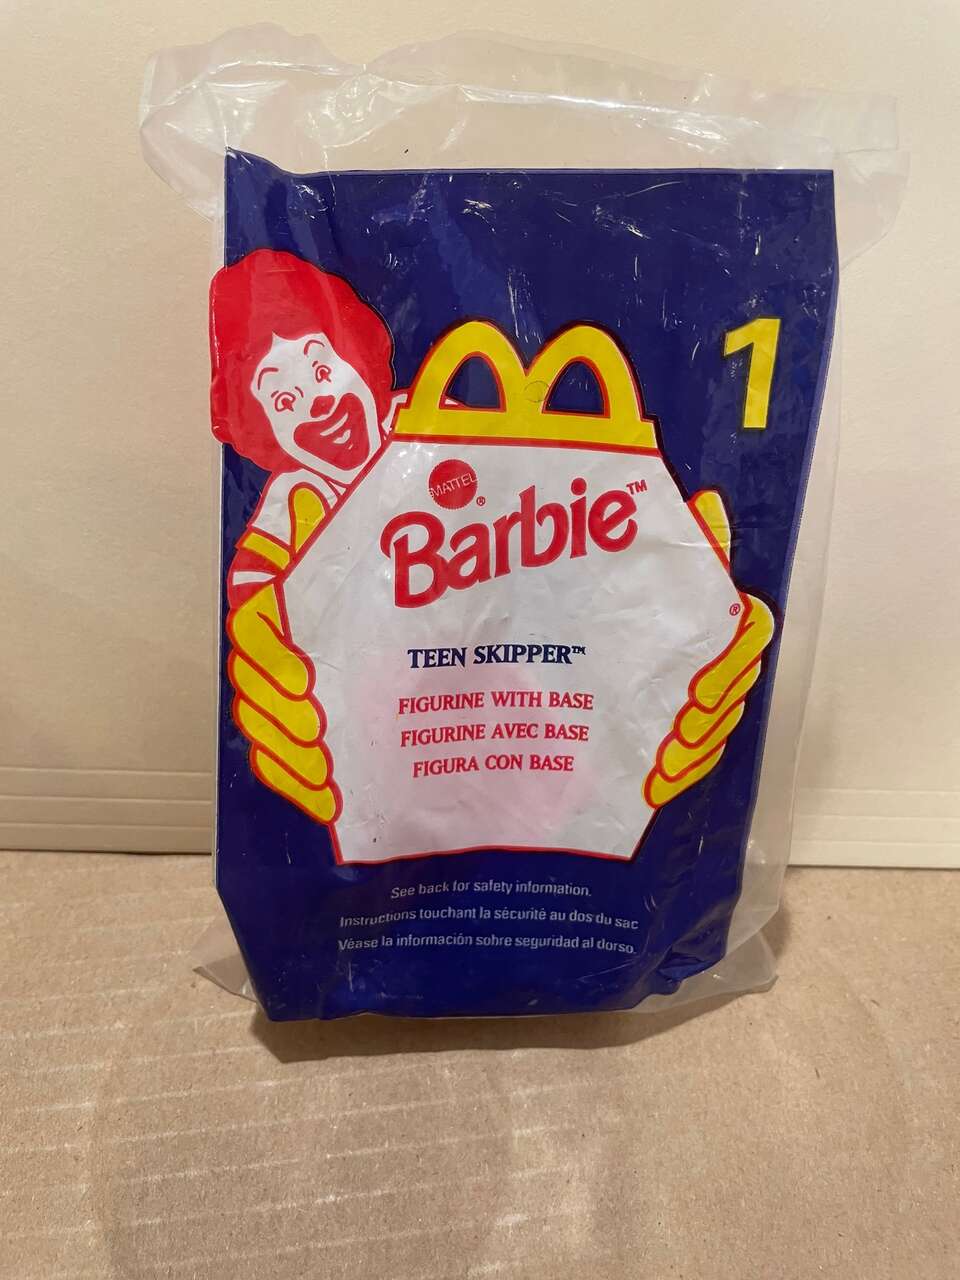 1
MATTEL
®
Barbie™
®
TEEN SKIPPER™
FIGURINE WITH BASE
FIGURINE AVEC BASE
FIGURA CON BASE
See back for safety information.
Instructions touchant la sécurité au dos du sac
Véase la información sobre seguridad al dorso.